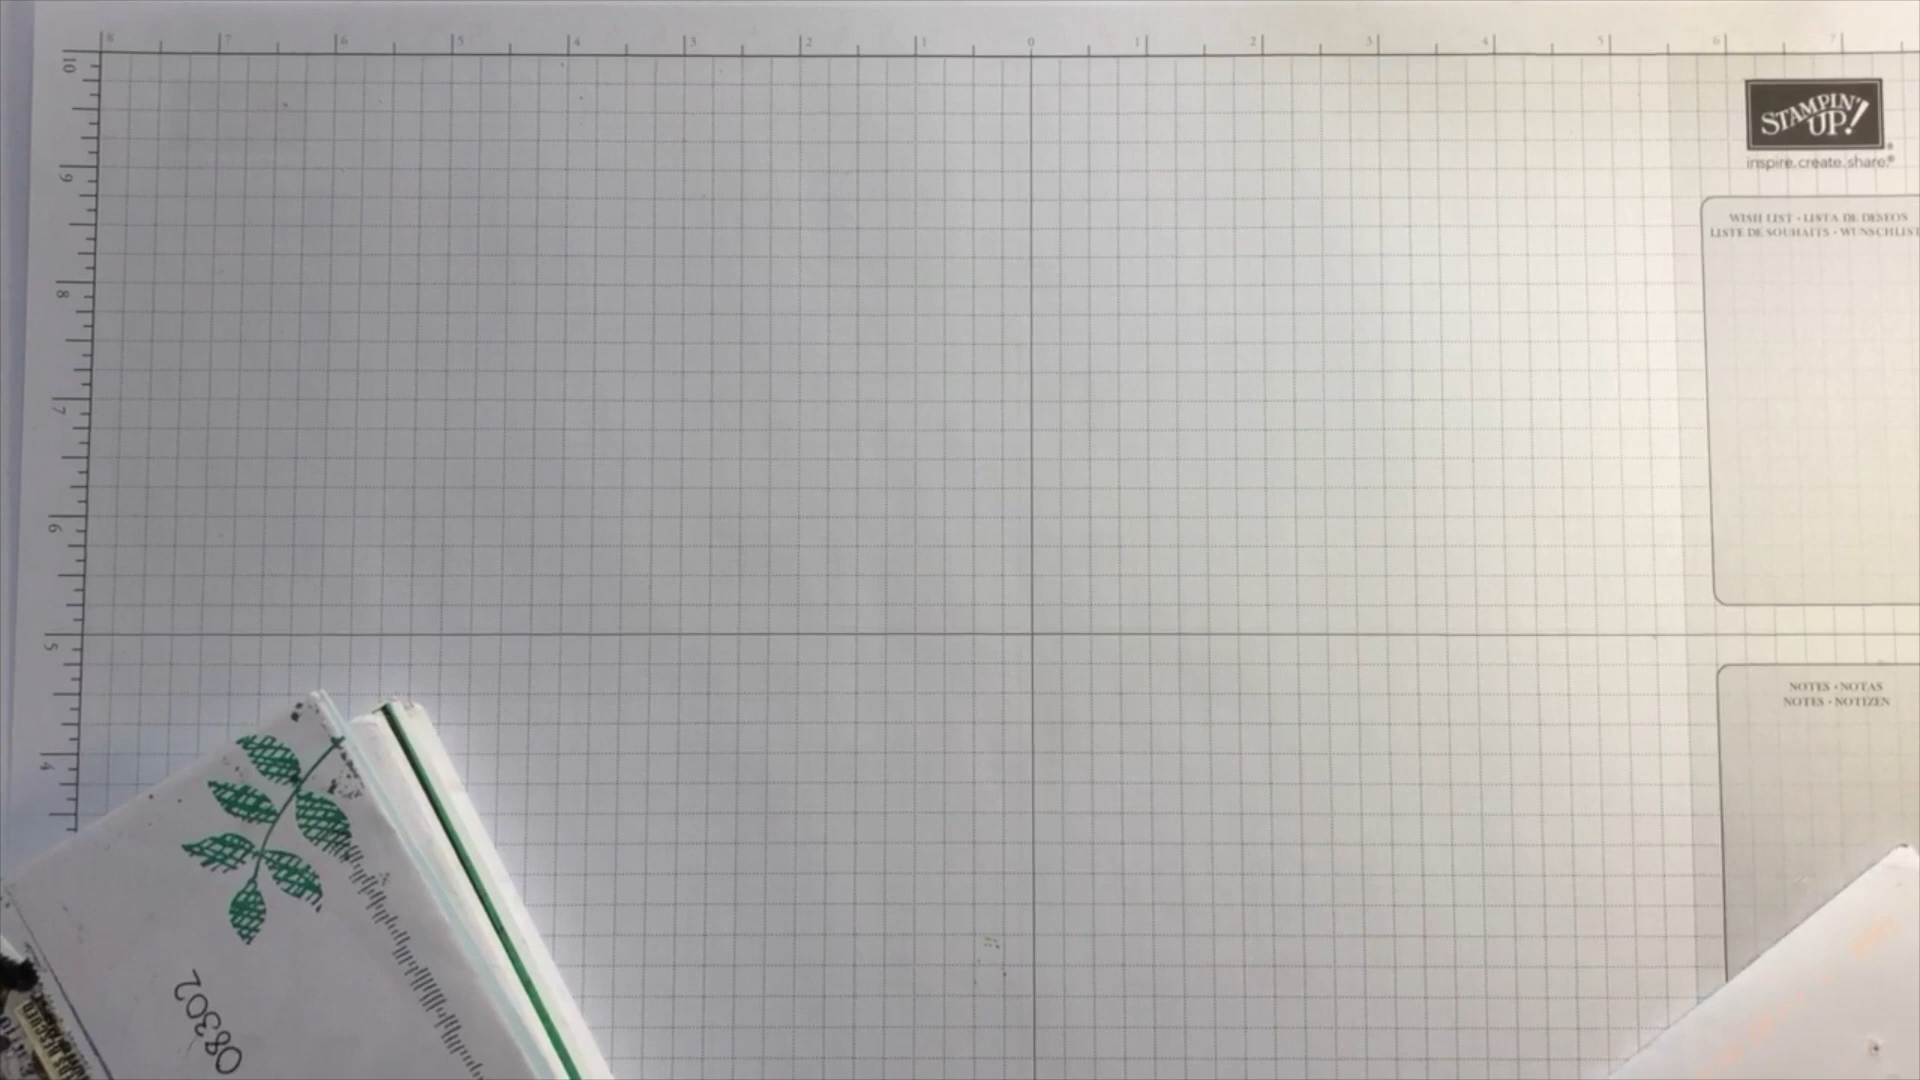 8 7 6 5 4 3 2 1 0 1 2 3 4 5 6 7
10
9
8
7
6
5
4
STAMPIN' UP!®
inspire.create.share.®
WISH LIST • LISTA DE DESEOS
LISTE DE SOUHAITS • WUNSCHLIST
NOTES • NOTAS
NOTES • NOTIZEN
08302